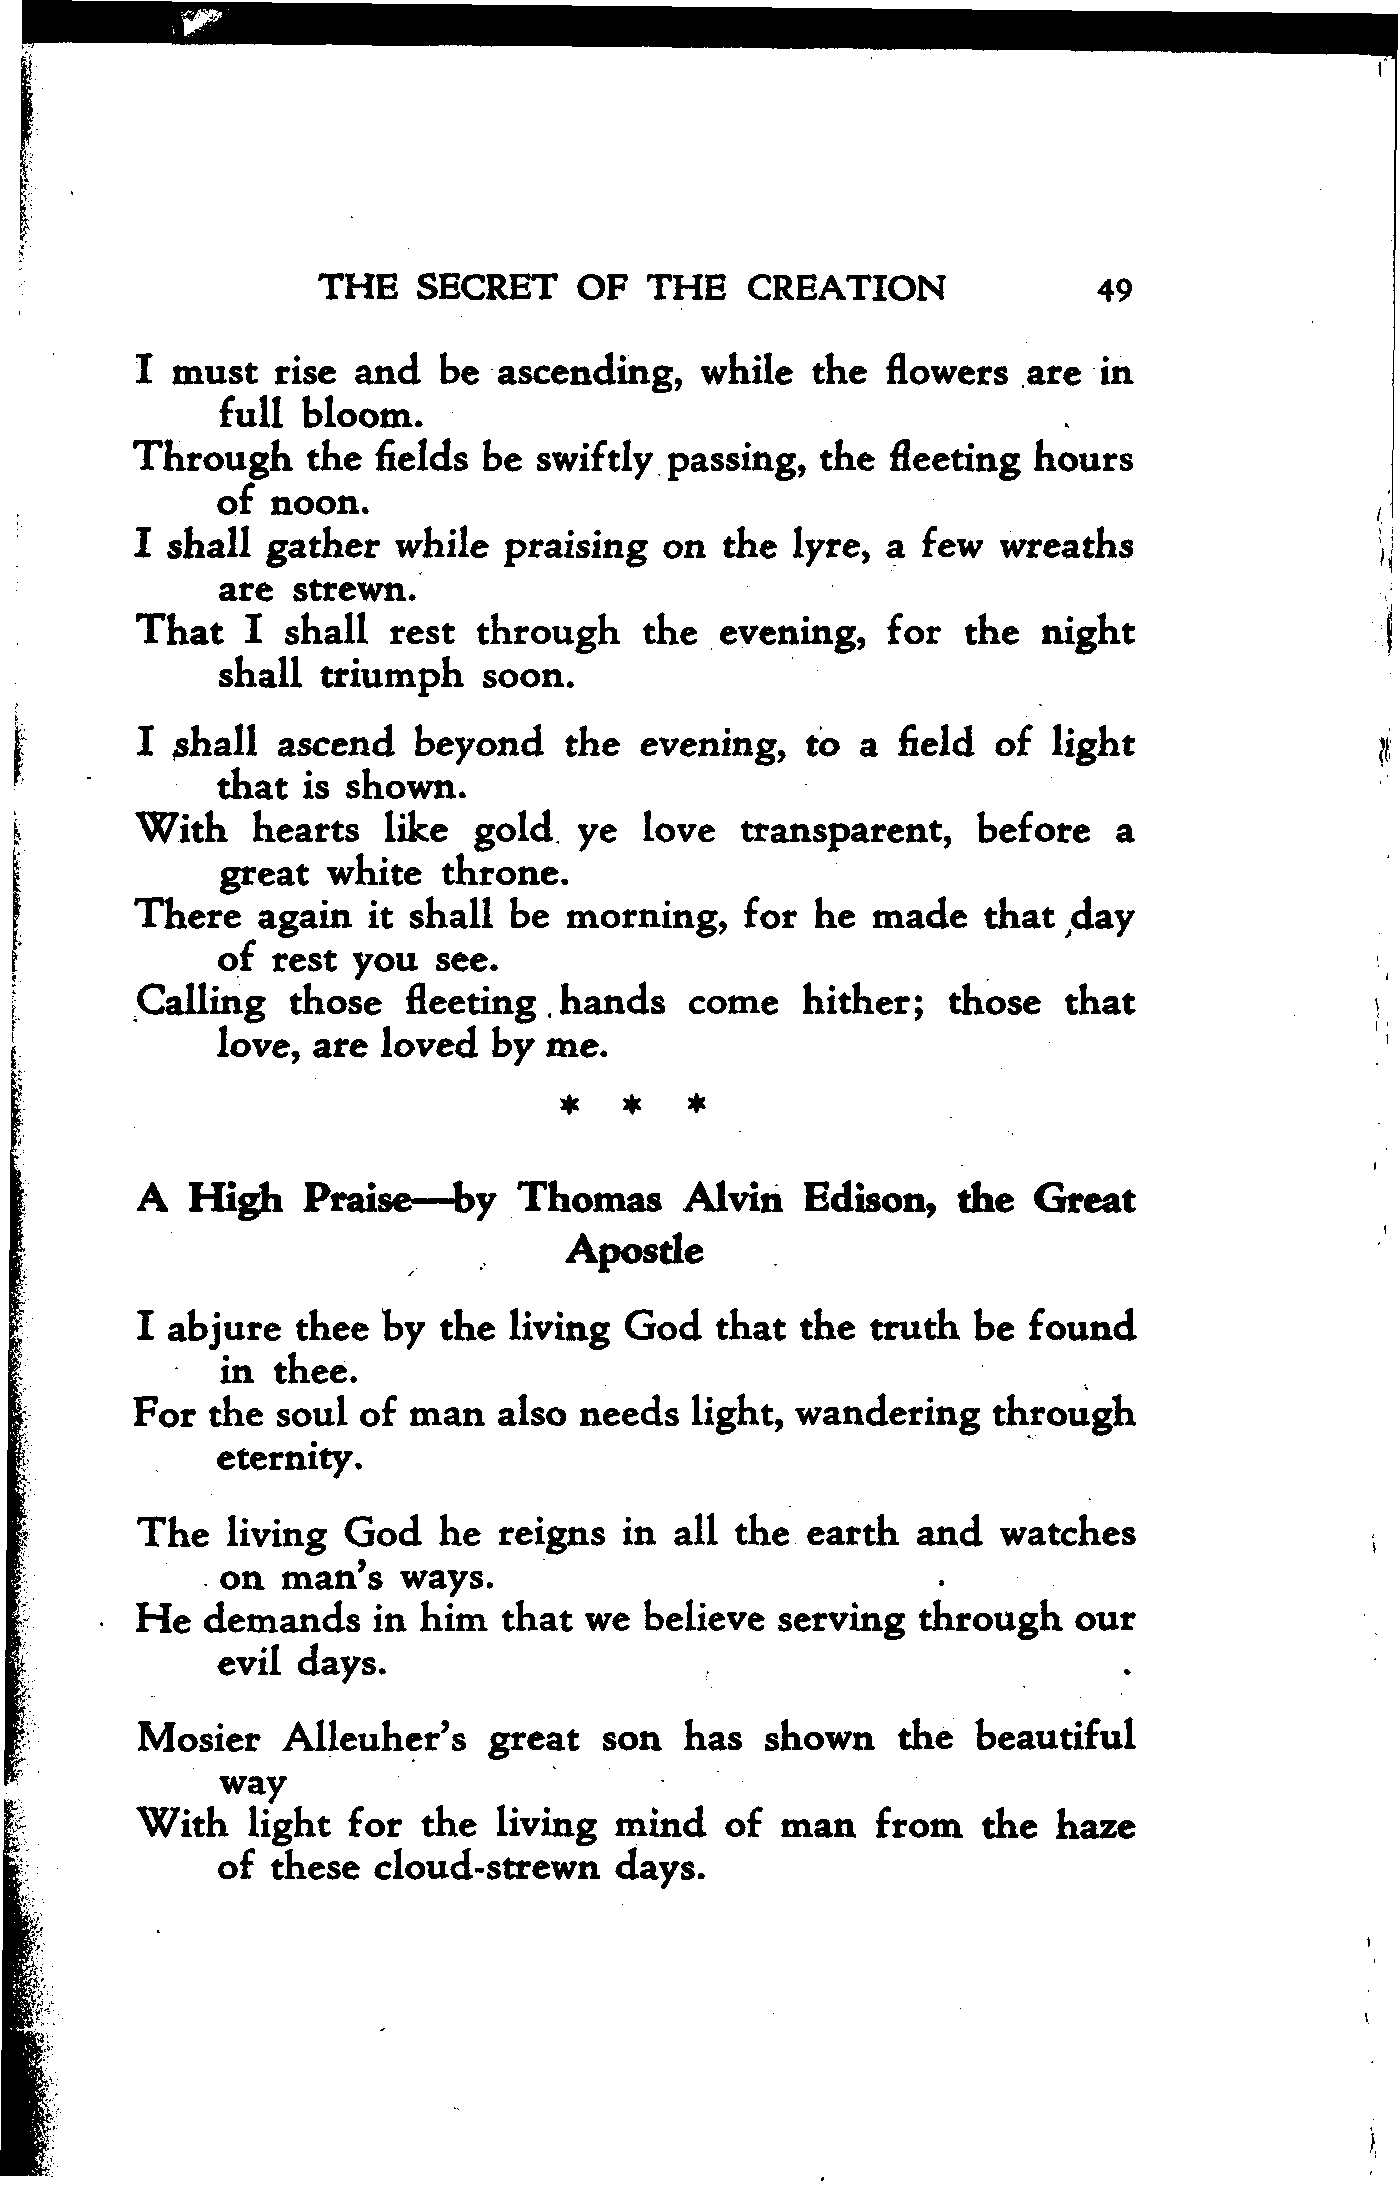 THE SECRET OF THE CREATION 49
I must rise and be ascending, while the flowers are in
full bloom.
Through the fields be swiftly passing, the fleeting hours
of noon.
I shall gather while praising on the lyre, a few wreaths
are strewn.
That I shall rest through the evening, for the night
shall triumph soon.
I shall ascend beyond the evening, to a field of light
that is shown.
With hearts like gold ye love transparent, before a
great white throne.
There again it shall be morning, for he made that day
of rest you see.
Calling those fleeting hands come hither; those that
love, are loved by me.
* * *
A High Praise—by Thomas Alvin Edison, the Great
Apostle
I abjure thee by the living God that the truth be found
in thee.
For the soul of man also needs light, wandering through
eternity.
The living God he reigns in all the earth and watches
on man's ways.
He demands in him that we believe serving through our
evil days.
Mosier Alleuher's great son has shown the beautiful
way
With light for the living mind of man from the haze
of these cloud-strewn days.